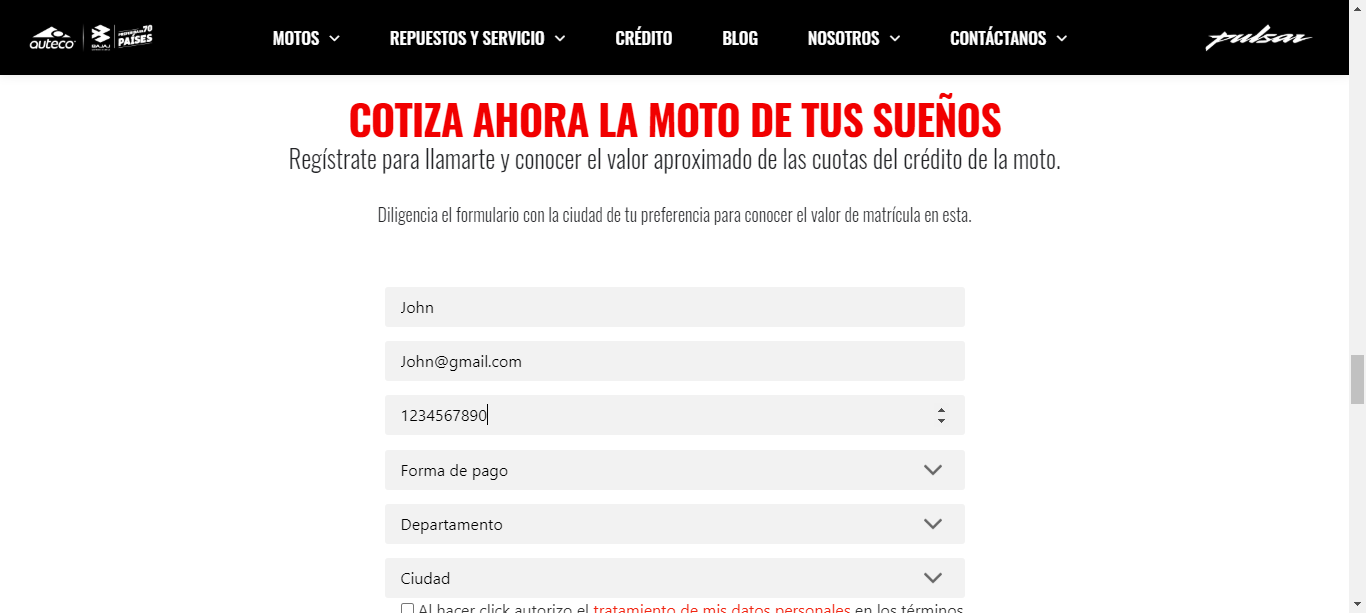 auteco BAJAJ 70 PAÍSES
MOTOS REPUESTOS Y SERVICIO CRÉDITO BLOG NOSOTROS CONTÁCTANOS pulsar
COTIZA AHORA LA MOTO DE TUS SUEÑOS
Regístrate para llamarte y conocer el valor aproximado de las cuotas del crédito de la moto.
Diligencia el formulario con la ciudad de tu preferencia para conocer el valor de matrícula en esta.
John
John@gmail.com
1234567890
Forma de pago
Departamento
Ciudad
Al hacer click autorizo el tratamiento de mis datos personales en los términos